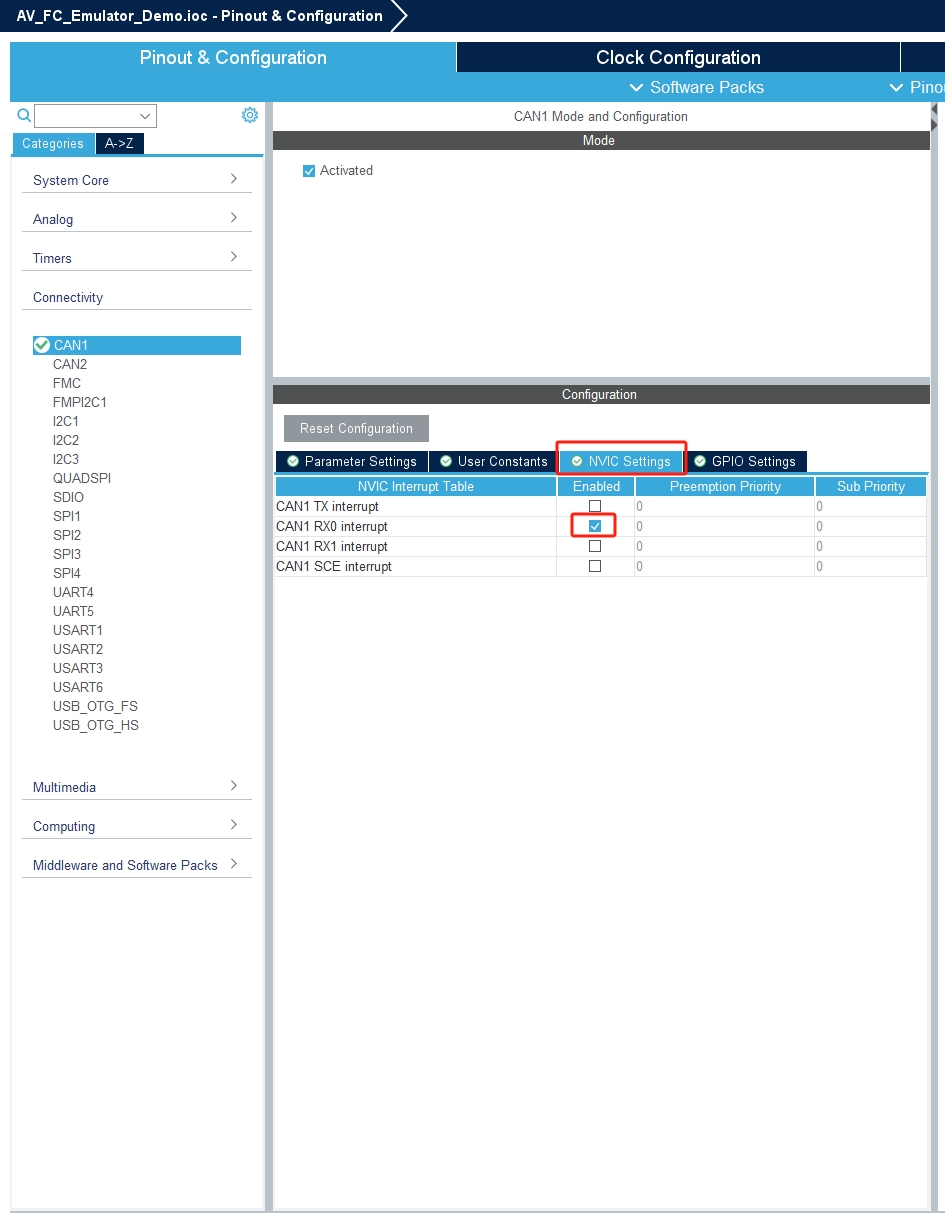 AV_FC_Emulator_Demo.ioc - Pinout & Configuration
Pinout & Configuration
Clock Configuration
Software Packs
Pino
Categories
A->Z
System Core
Analog
Timers
Connectivity
CAN1
CAN2
FMC
FMPI2C1
I2C1
I2C2
I2C3
QUADSPI
SDIO
SPI1
SPI2
SPI3
SPI4
UART4
UART5
USART1
USART2
USART3
USART6
USB_OTG_FS
USB_OTG_HS
Multimedia
Computing
Middleware and Software Packs
CAN1 Mode and Configuration
Mode
Activated
Configuration
Reset Configuration
Parameter Settings User Constants NVIC Settings GPIO Settings
NVIC Interrupt Table Enabled Preemption Priority Sub Priority
CAN1 TX interrupt 0 0
CAN1 RX0 interrupt 0 0
CAN1 RX1 interrupt 0 0
CAN1 SCE interrupt 0 0